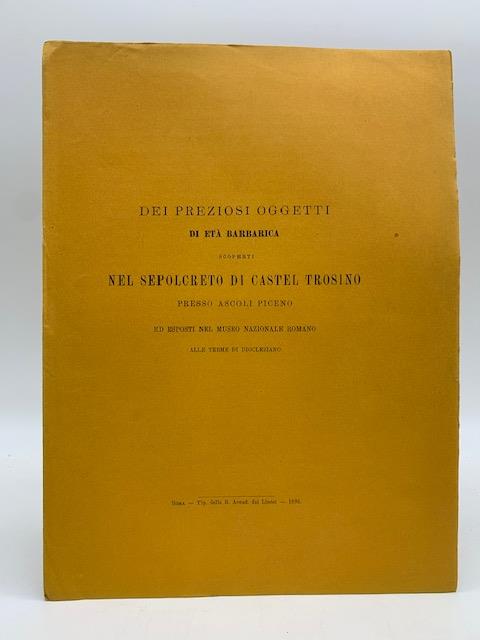 DEI PREZIOSI OGGETTI
DI ETÀ BARBARICA
SCOPERTI
NEL SEPOLCRETO DI CASTEL TROSINO
PRESSO ASCOLI PICENO
ED ESPOSTI NEL MUSEO NAZIONALE ROMANO
ALLE TERME DI DIOCLEZIANO
ROMA — Tip. della R. Accad. dei Lincei —